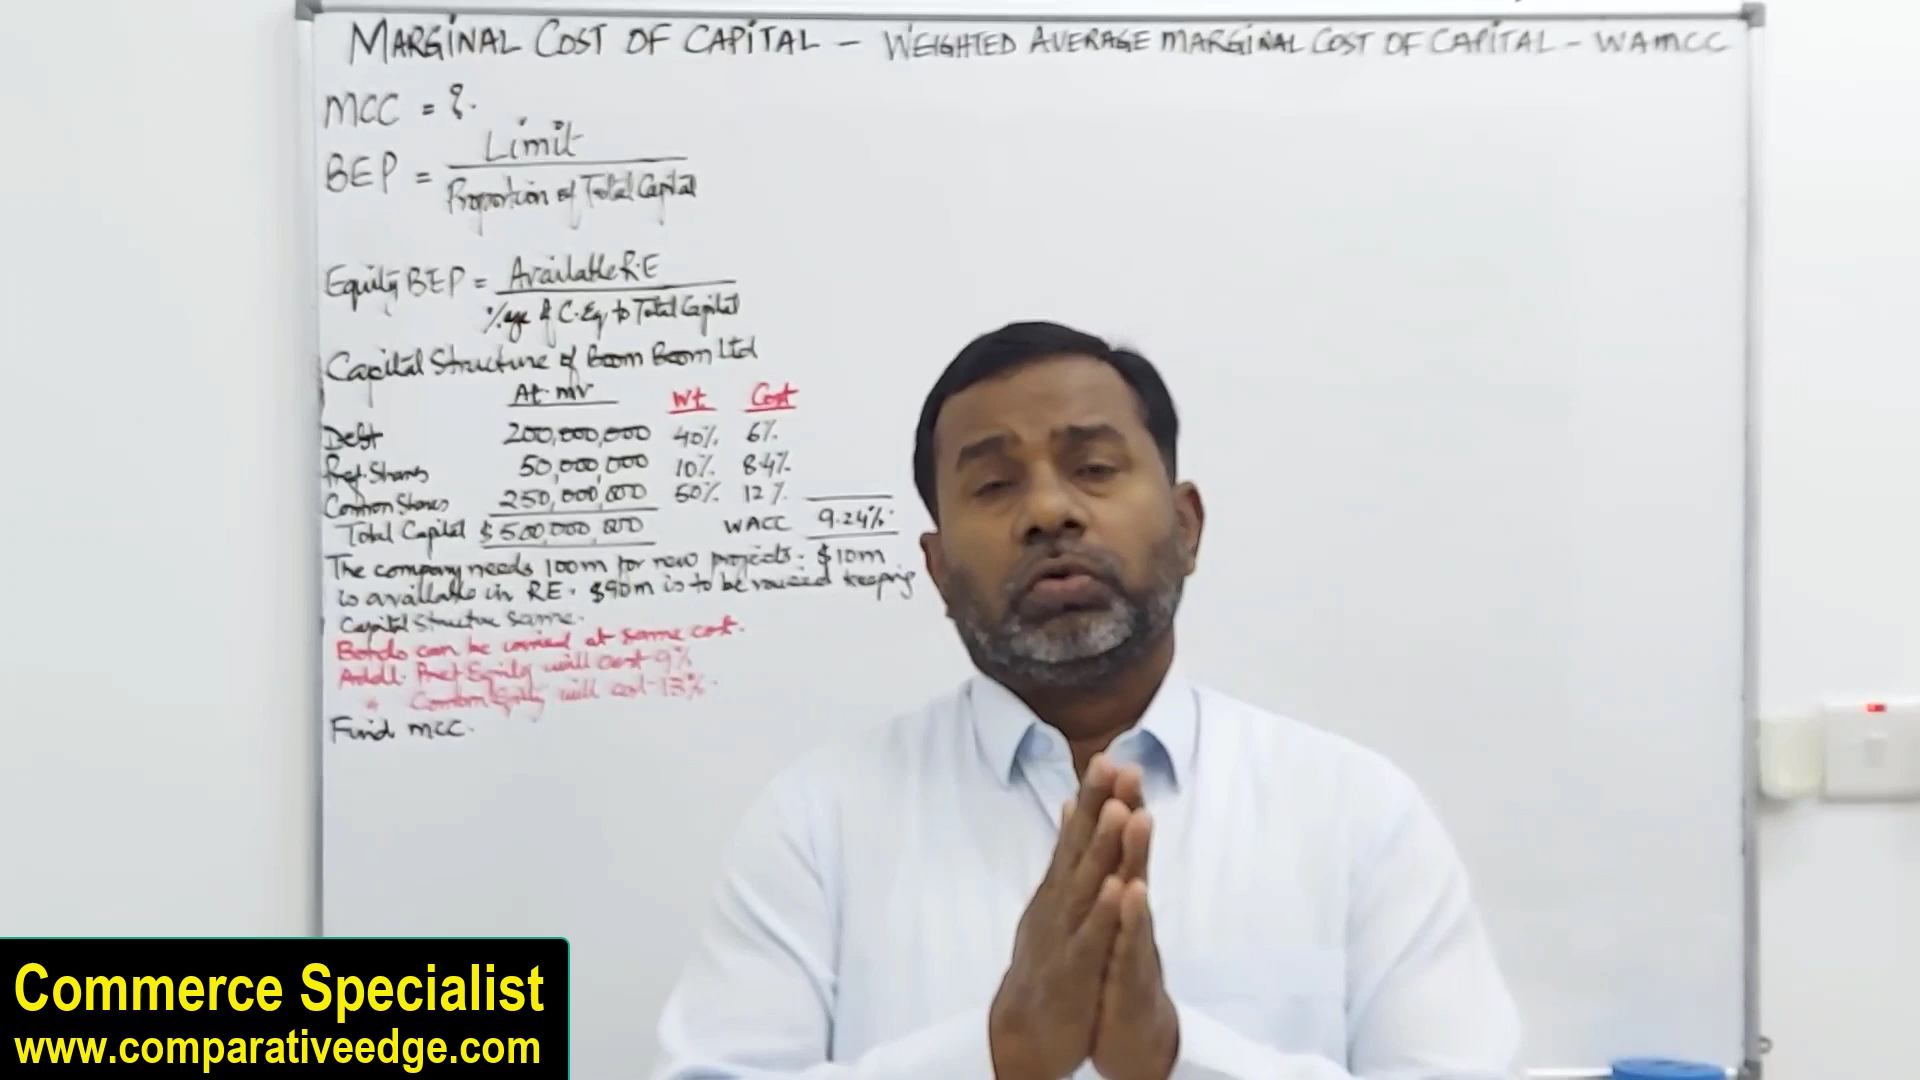 MARGINAL COST OF CAPITAL – WEIGHTED AVERAGE MARGINAL COST OF CAPITAL – WAMCC
MCC = ?.
BEP = Limit
Proportion of Total Capital
Equity BEP = Available R.E
%age of C.Eq to Total Capital
Capital Structure of Boom Boom Ltd
At mv Wt Cost
Debt 200,000,000 40% 6%
Pref. Shares 50,000,000 10% 8.4%
Common Shares 250,000,000 50% 12%
Total Capital $500,000,000 WACC 9.24%
The company needs 100m for new projects. $10m
is available in RE. $90m is to be raised keeping
Capital Structure same.
Bonds can be at same cost.
Addl. Pref Equity will cost 9%
" Common Equity will cost 13%.
Find MCC.
Commerce Specialist
www.comparativeedge.com